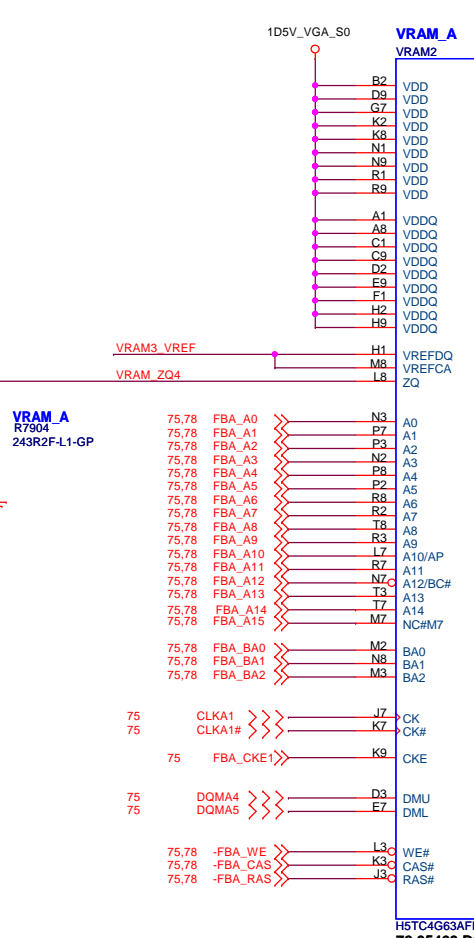 1D5V_VGA_S0
VRAM_A
VRAM2
B2 VDD
D9 VDD
G7 VDD
K2 VDD
K8 VDD
N1 VDD
N9 VDD
R1 VDD
R9 VDD
A1 VDDQ
A8 VDDQ
C1 VDDQ
C9 VDDQ
D2 VDDQ
E9 VDDQ
F1 VDDQ
H2 VDDQ
H9 VDDQ
VRAM3_VREF H1 VREFDQ
M8 VREFCA
VRAM_ZQ4 L8 ZQ
VRAM_A
R7904
243R2F-L1-GP
75,78 FBA_A0 N3 A0
75,78 FBA_A1 P7 A1
75,78 FBA_A2 P3 A2
75,78 FBA_A3 N2 A3
75,78 FBA_A4 P8 A4
75,78 FBA_A5 P2 A5
75,78 FBA_A6 R8 A6
75,78 FBA_A7 R2 A7
75,78 FBA_A8 T8 A8
75,78 FBA_A9 R3 A9
75,78 FBA_A10 L7 A10/AP
75,78 FBA_A11 R7 A11
75,78 FBA_A12 N7 A12/BC#
75,78 FBA_A13 T3 A13
75,78 FBA_A14 T7 A14
75,78 FBA_A15 M7 NC#M7
75,78 FBA_BA0 M2 BA0
75,78 FBA_BA1 N8 BA1
75,78 FBA_BA2 M3 BA2
75 CLKA1 J7 CK
75 CLKA1# K7 CK#
75 FBA_CKE1 K9 CKE
75 DQMA4 D3 DMU
75 DQMA5 E7 DML
75,78 -FBA_WE L3 WE#
75,78 -FBA_CAS K3 CAS#
75,78 -FBA_RAS J3 RAS#